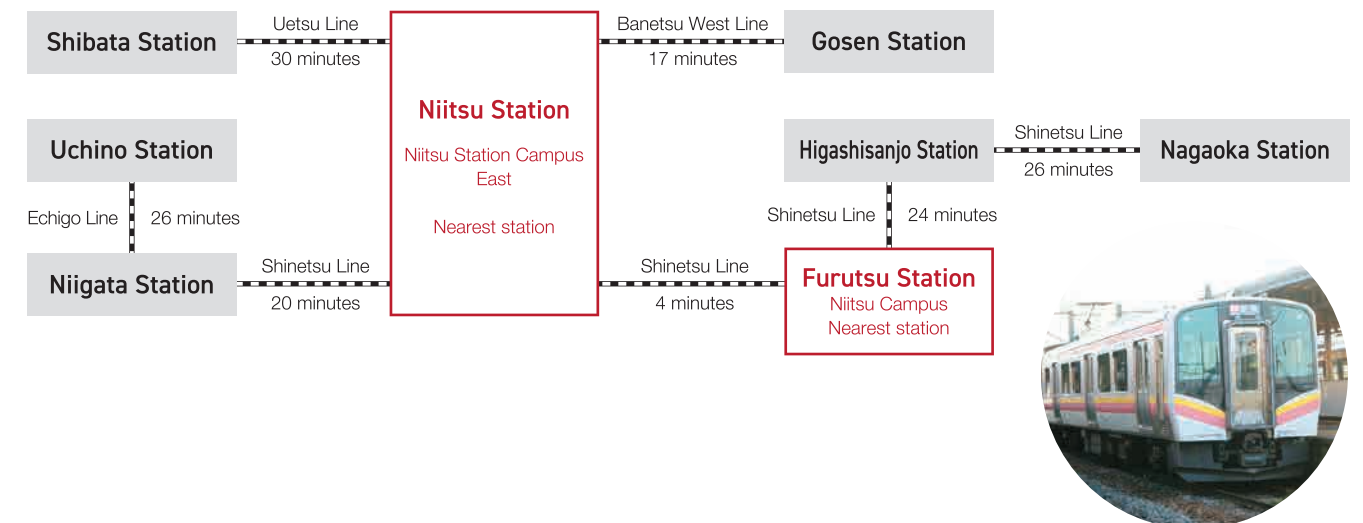 Shibata Station
Uetsu Line
30 minutes
Niitsu Station
Niitsu Station Campus
East
Nearest station
Banetsu West Line
17 minutes
Gosen Station
Uchino Station
Echigo Line
26 minutes
Niigata Station
Shinetsu Line
20 minutes
Shinetsu Line
4 minutes
Furutsu Station
Niitsu Campus
Nearest station
Shinetsu Line
24 minutes
Higashisanjo Station
Shinetsu Line
26 minutes
Nagaoka Station